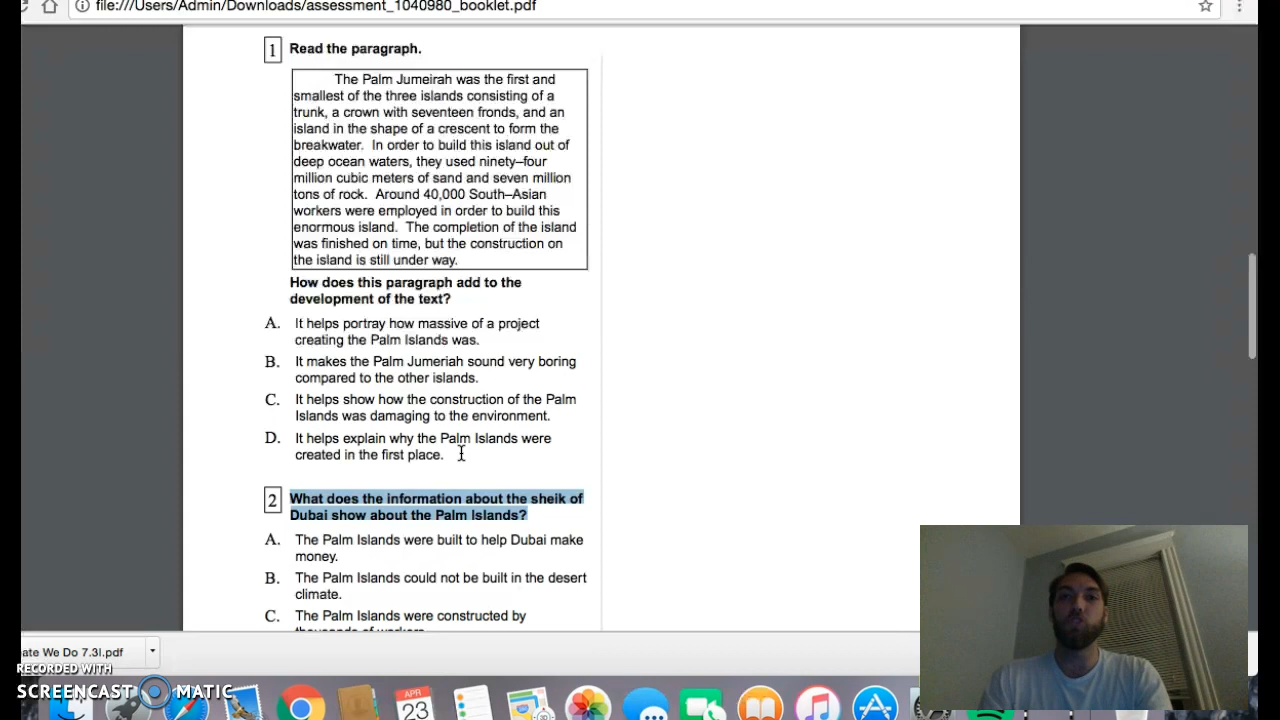 file:///Users/Admin/Downloads/assessment_1040980_booklet.pdf
1 Read the paragraph.
The Palm Jumeirah was the first and
smallest of the three islands consisting of a
trunk, a crown with seventeen fronds, and an
island in the shape of a crescent to form the
breakwater. In order to build this island out of
deep ocean waters, they used ninety–four
million cubic meters of sand and seven million
tons of rock. Around 40,000 South–Asian
workers were employed in order to build this
enormous island. The completion of the island
was finished on time, but the construction on
the island is still under way.
How does this paragraph add to the
development of the text?
A. It helps portray how massive of a project
creating the Palm Islands was.
B. It makes the Palm Jumeriah sound very boring
compared to the other islands.
C. It helps show how the construction of the Palm
Islands was damaging to the environment.
D. It helps explain why the Palm Islands were
created in the first place.
2 What does the information about the sheik of
Dubai show about the Palm Islands?
A. The Palm Islands were built to help Dubai make
money.
B. The Palm Islands could not be built in the desert
climate.
C. The Palm Islands were constructed by
thousands of workers.
ate We Do 7.3l.pdf
RECORDED WITH
SCREENCAST MATIC
APR
23